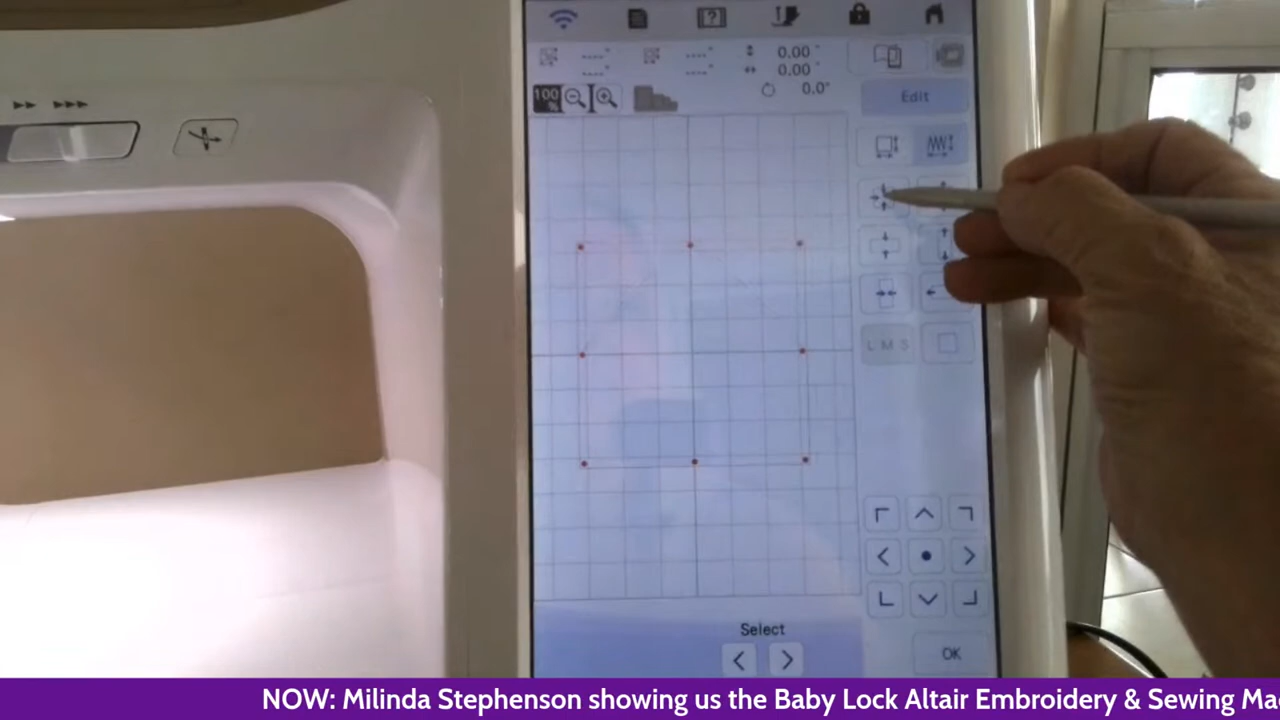 0.00 "
0.00 "
100 %
0.0°
Edit
L M S
Select
OK
NOW: Milinda Stephenson showing us the Baby Lock Altair Embroidery & Sewing Ma